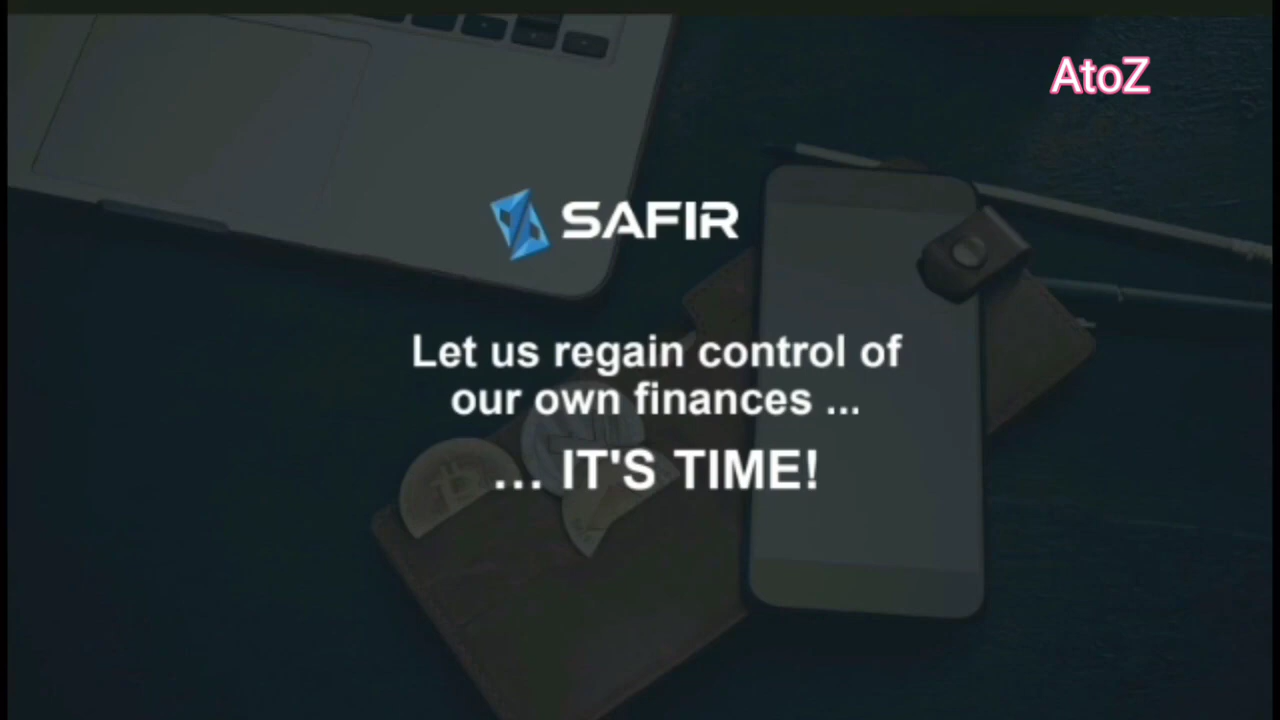 AtoZ
SAFIR
Let us regain control of
our own finances ...
... IT'S TIME!